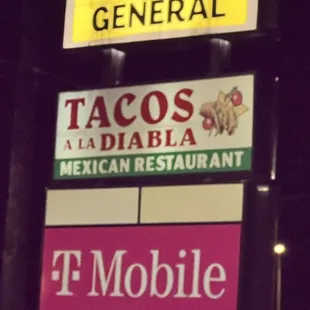 GENERAL
TACOS
A LA DIABLA
MEXICAN RESTAURANT
T Mobile